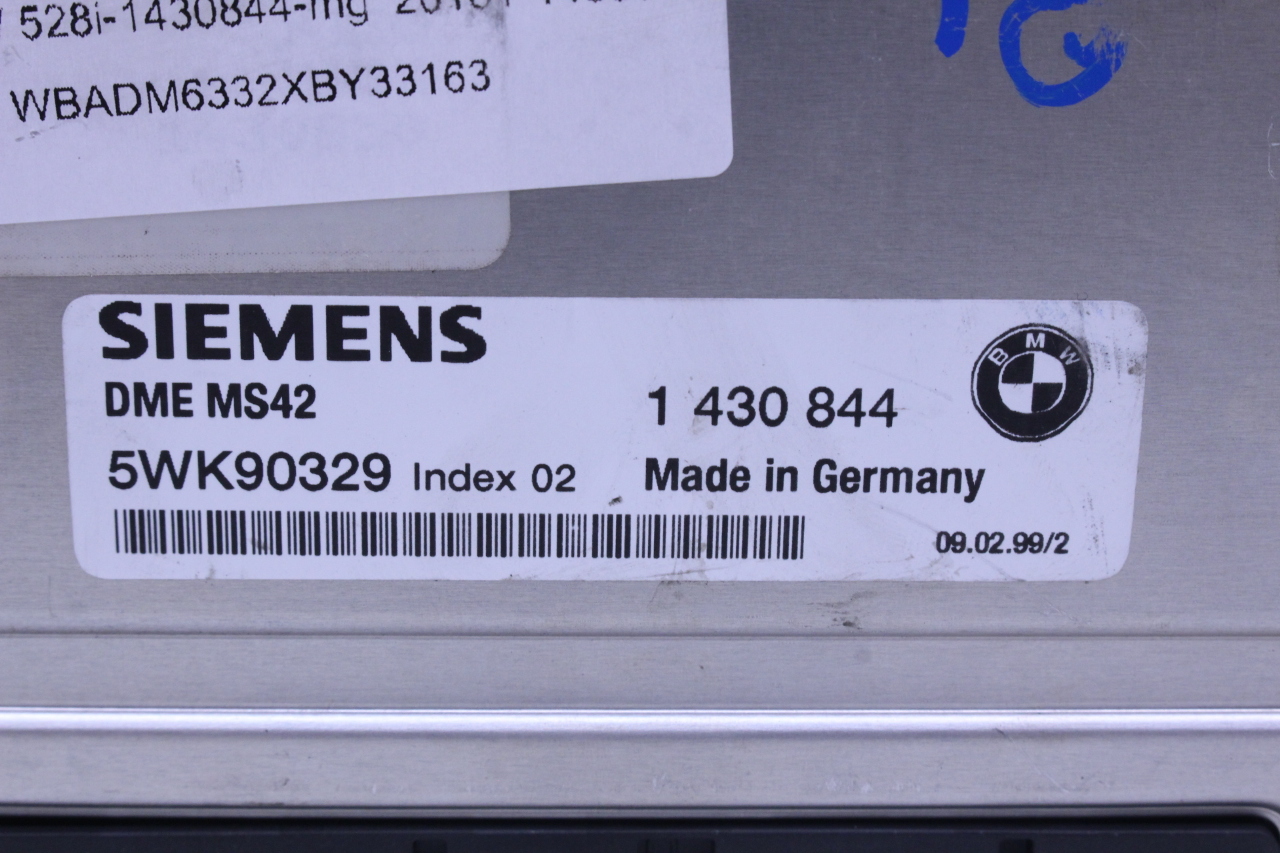 528i-1430844-mg
WBADM6332XBY33163
SIEMENS
DME MS42
1 430 844
BMW
5WK90329 Index 02
Made in Germany
09.02.99/2